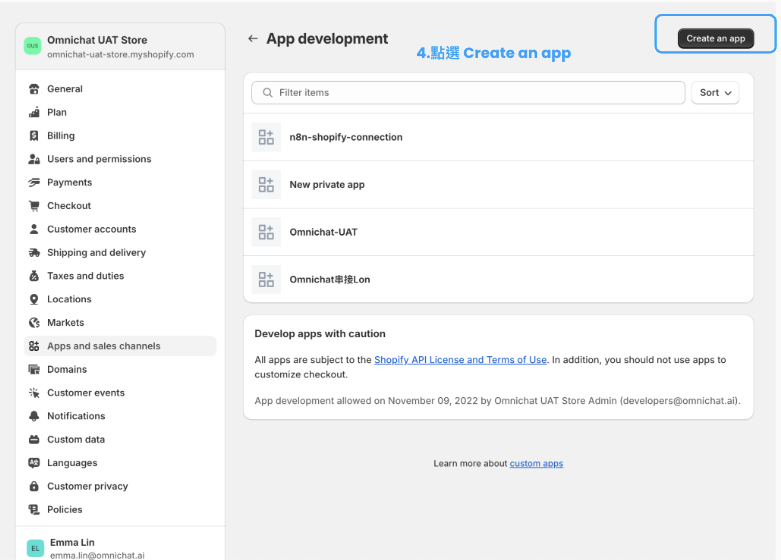 OUS
Omnichat UAT Store
omnichat-uat-store.myshopify.com
General
Plan
Billing
Users and permissions
Payments
Checkout
Customer accounts
Shipping and delivery
Taxes and duties
Locations
Markets
Apps and sales channels
Domains
Customer events
Notifications
Custom data
Languages
Customer privacy
Policies
EL
Emma Lin
emma.lin@omnichat.ai
← App development
4.點選 Create an app
Create an app
Filter items
Sort
n8n-shopify-connection
New private app
Omnichat-UAT
Omnichat串接Lon
Develop apps with caution
All apps are subject to the Shopify API License and Terms of Use. In addition, you should not use apps to
customize checkout.
App development allowed on November 09, 2022 by Omnichat UAT Store Admin (developers@omnichat.ai).
Learn more about custom apps